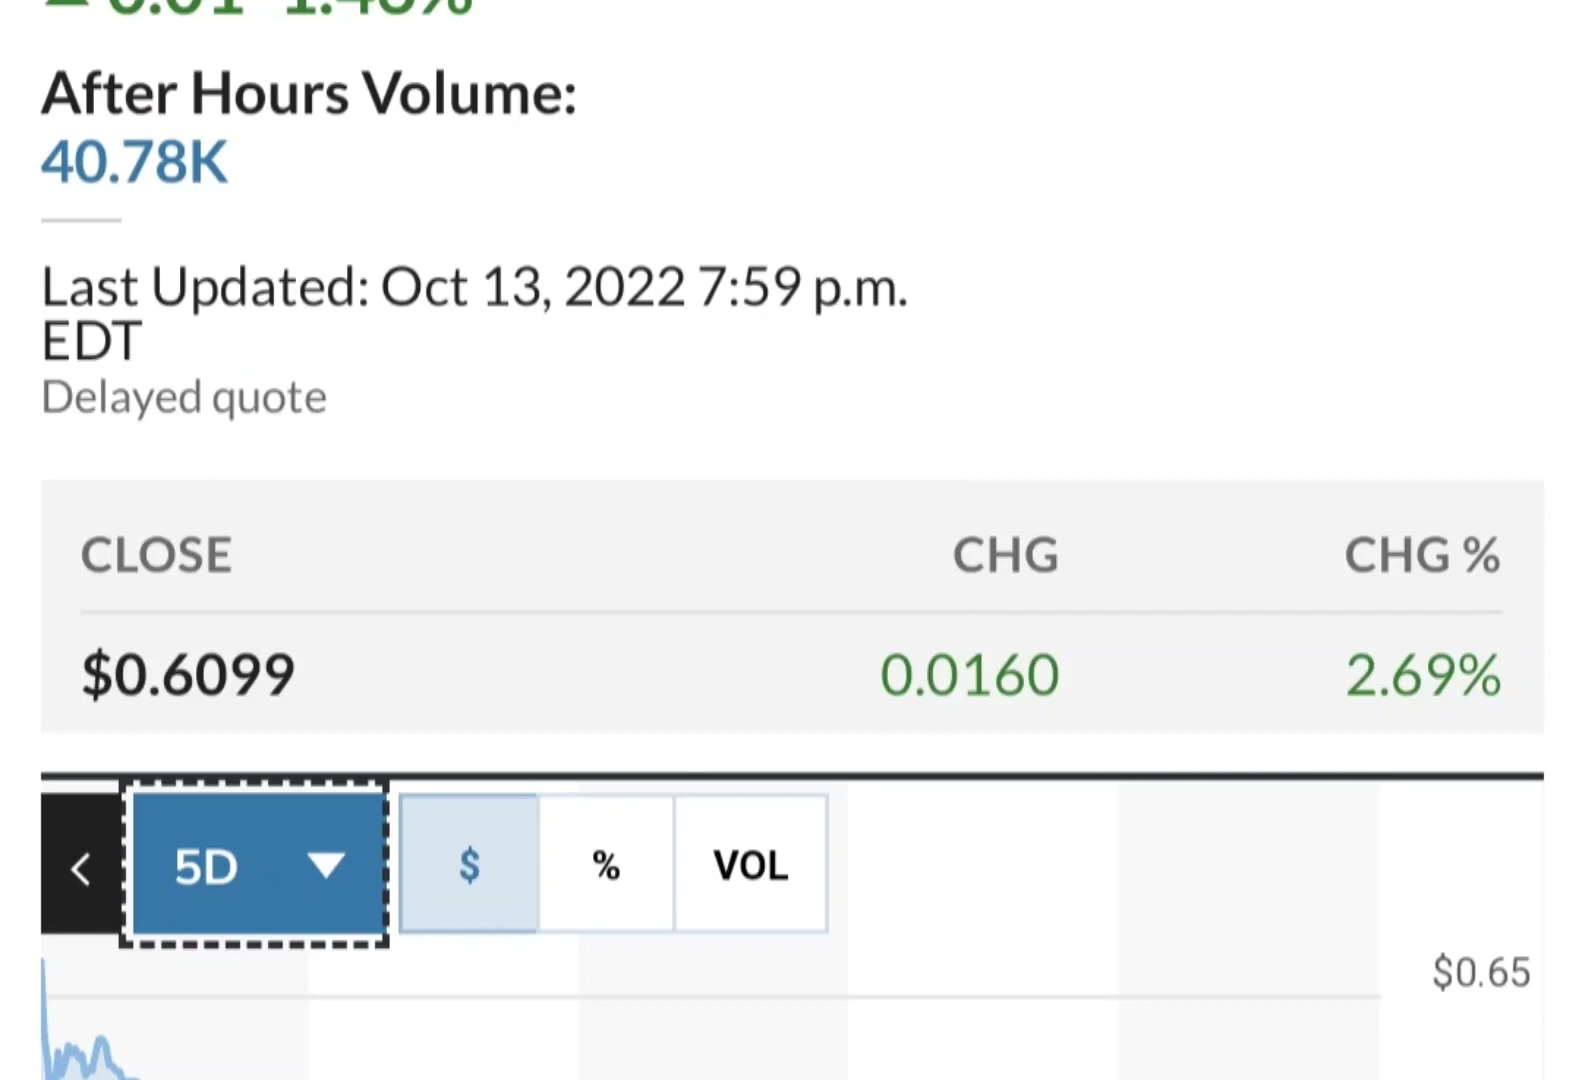 After Hours Volume:
40.78K
Last Updated: Oct 13, 2022 7:59 p.m.
EDT
Delayed quote
CLOSE CHG CHG %
$0.6099 0.0160 2.69%
5D $ % VOL
$0.65